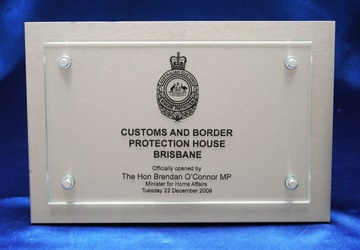 CUSTOMS AND BORDER
PROTECTION HOUSE
BRISBANE
Officially opened by
The Hon Brendan O'Connor MP
Minister for Home Affairs
Tuesday 22 December 2009